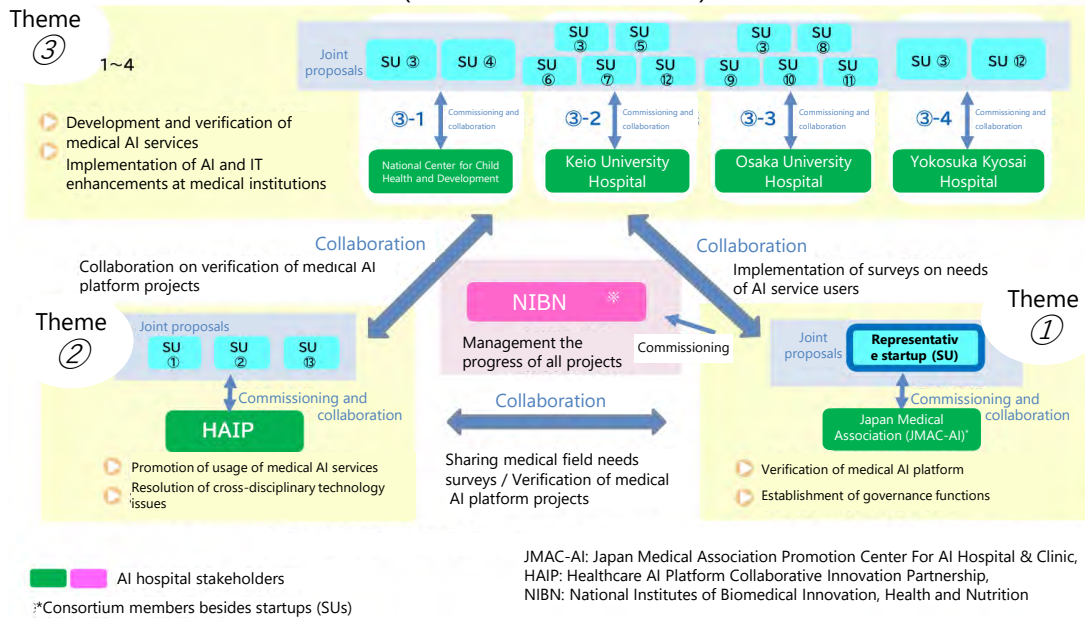 Theme
③
1~4
Development and verification of
medical AI services
Implementation of AI and IT
enhancements at medical institutions
Joint
proposals
SU ③
SU ④
SU
③
SU
⑤
SU
⑥
SU
⑦
SU
⑫
SU
③
SU
⑧
SU
⑨
SU
⑩
SU
⑪
SU ③
SU ⑫
③-1
Commissioning and
collaboration
③-2
Commissioning and
collaboration
③-3
Commissioning and
collaboration
③-4
Commissioning and
collaboration
National Center for Child
Health and Development
Keio University
Hospital
Osaka University
Hospital
Yokosuka Kyosai
Hospital
Collaboration
Collaboration on verification of medical AI
platform projects
Collaboration
Implementation of surveys on needs
of AI service users
NIBN ※
Management the
progress of all projects
Commissioning
Theme
②
Joint proposals
SU
①
SU
②
SU
⑬
Commissioning and
collaboration
HAIP
Promotion of usage of medical AI services
Resolution of cross-disciplinary technology
issues
Collaboration
Sharing medical field needs
surveys / Verification of medical
AI platform projects
Theme
①
Joint
proposals
Representativ
e startup (SU)
Commissioning and
collaboration
Japan Medical
Association (JMAC-AI)*
Verification of medical AI platform
Establishment of governance functions
AI hospital stakeholders
*Consortium members besides startups (SUs)
JMAC-AI: Japan Medical Association Promotion Center For AI Hospital & Clinic,
HAIP: Healthcare AI Platform Collaborative Innovation Partnership,
NIBN: National Institutes of Biomedical Innovation, Health and Nutrition